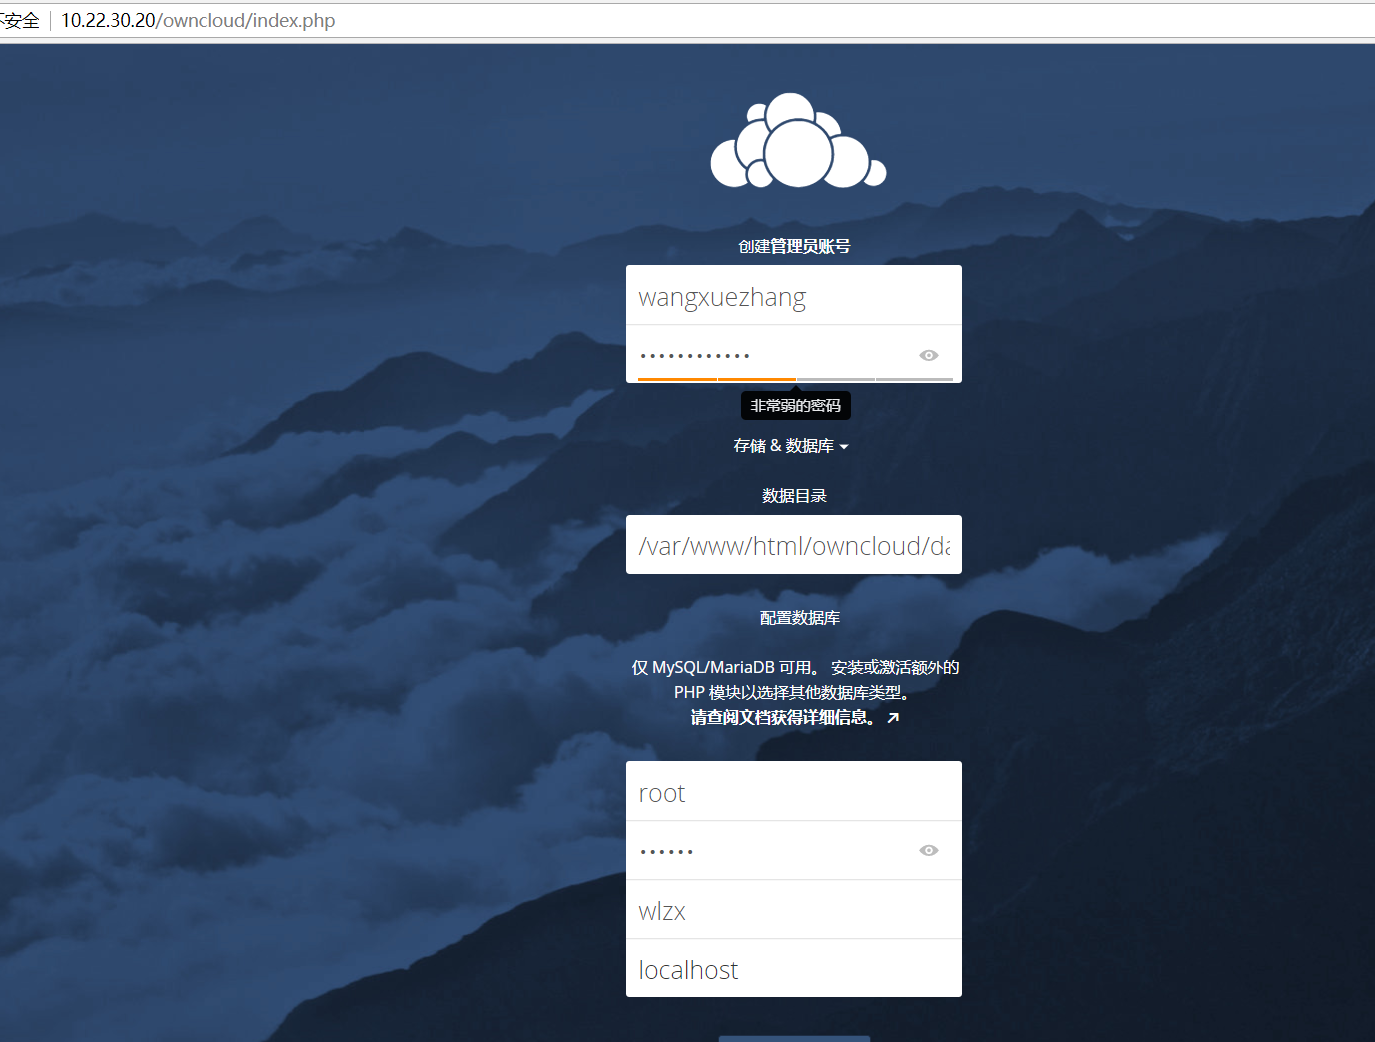 不安全 10.22.30.20/owncloud/index.php
创建管理员账号
wangxuezhang
••••••••••••
非常弱的密码
存储 & 数据库
数据目录
/var/www/html/owncloud/da
配置数据库
仅 MySQL/MariaDB 可用。 安装或激活额外的
PHP 模块以选择其他数据库类型。
请查阅文档获得详细信息。
root
••••••
wlzx
localhost